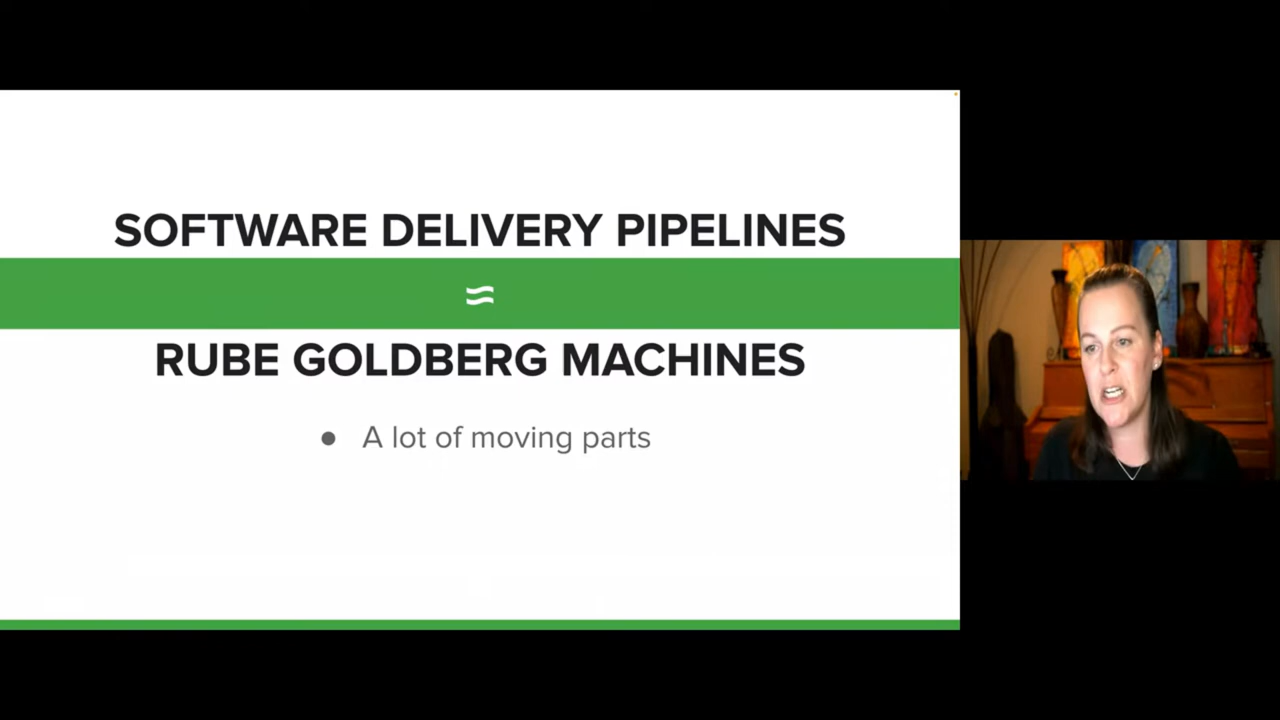 SOFTWARE DELIVERY PIPELINES
≈
RUBE GOLDBERG MACHINES
● A lot of moving parts